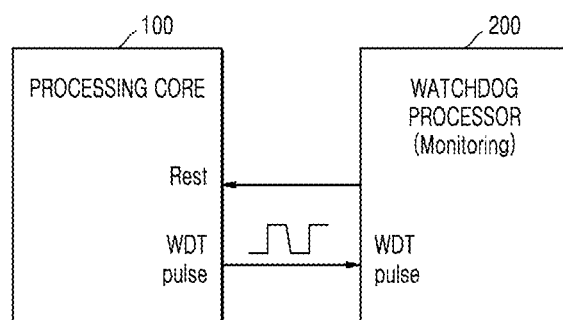 100
200
PROCESSING CORE
WATCHDOG
PROCESSOR
(Monitoring)
Rest
WDT
pulse
WDT
pulse